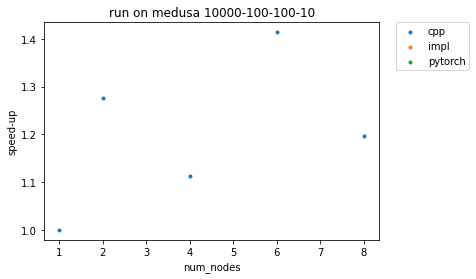 run on medusa 10000-100-100-10
cpp
impl
pytorch
speed-up
1.4
1.3
1.2
1.1
1.0
1 2 3 4 5 6 7 8
num_nodes